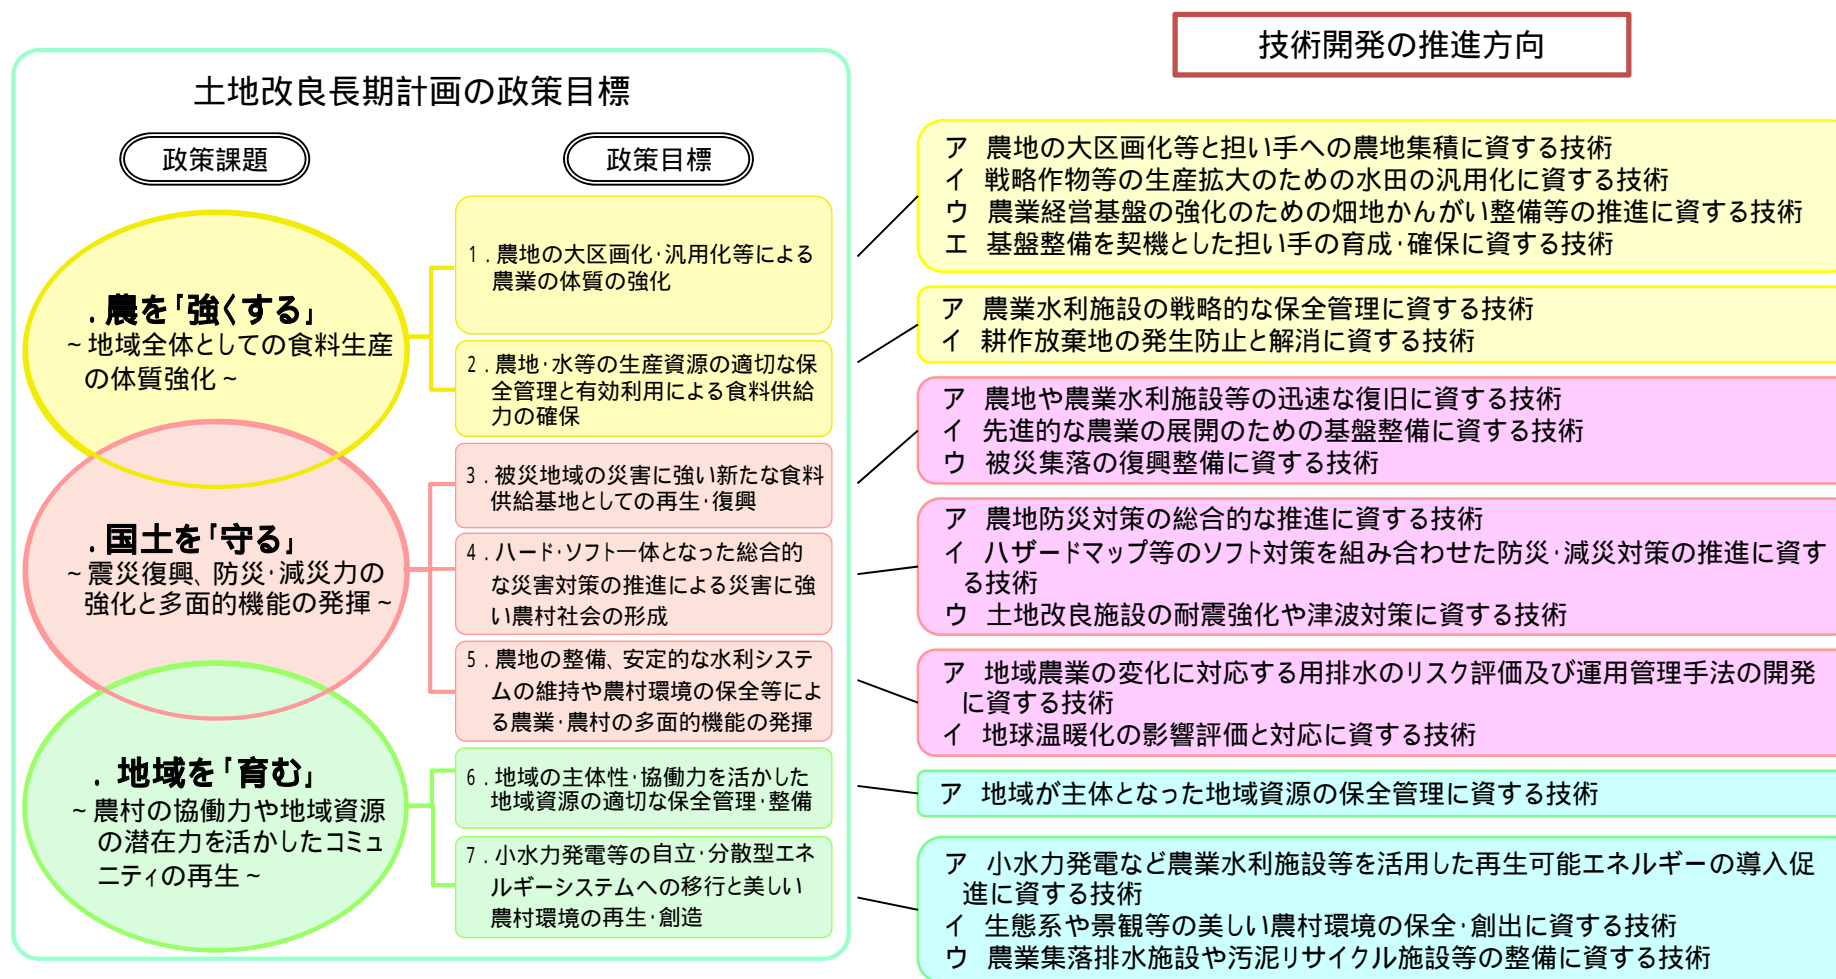 技術開発の推進方向
土地改良長期計画の政策目標
政策課題
政策目標
．農を「強くする」
~地域全体としての食料生産
の体質強化~
．国土を「守る」
~震災復興、防災・減災力の
強化と多面的機能の発揮~
．地域を「育む」
~農村の協働力や地域資源
の潜在力を活かしたコミュ
ニティの再生~
1．農地の大区画化・汎用化等による
農業の体質の強化
2．農地・水等の生産資源の適切な保
全管理と有効利用による食料供給
力の確保
3．被災地域の災害に強い新たな食料
供給基地としての再生・復興
4．ハード・ソフト一体となった総合的
な災害対策の推進による災害に強
い農村社会の形成
5．農地の整備、安定的な水利システ
ムの維持や農村環境の保全等によ
る農業・農村の多面的機能の発揮
6．地域の主体性・協働力を活かした
地域資源の適切な保全管理・整備
7．小水力発電等の自立・分散型エネ
ルギーシステムへの移行と美しい
農村環境の再生・創造
ア　農地の大区画化等と担い手への農地集積に資する技術
イ　戦略作物等の生産拡大のための水田の汎用化に資する技術
ウ　農業経営基盤の強化のための畑地かんがい整備等の推進に資する技術
エ　基盤整備を契機とした担い手の育成・確保に資する技術
ア　農業水利施設の戦略的な保全管理に資する技術
イ　耕作放棄地の発生防止と解消に資する技術
ア　農地や農業水利施設等の迅速な復旧に資する技術
イ　先進的な農業の展開のための基盤整備に資する技術
ウ　被災集落の復興整備に資する技術
ア　農地防災対策の総合的な推進に資する技術
イ　ハザードマップ等のソフト対策を組み合わせた防災・減災対策の推進に資す
る技術
ウ　土地改良施設の耐震強化や津波対策に資する技術
ア　地域農業の変化に対応する用排水のリスク評価及び運用管理手法の開発
に資する技術
イ　地球温暖化の影響評価と対応に資する技術
ア　地域が主体となった地域資源の保全管理に資する技術
ア　小水力発電など農業水利施設等を活用した再生可能エネルギーの導入促
進に資する技術
イ　生態系や景観等の美しい農村環境の保全・創出に資する技術
ウ　農業集落排水施設や汚泥リサイクル施設等の整備に資する技術